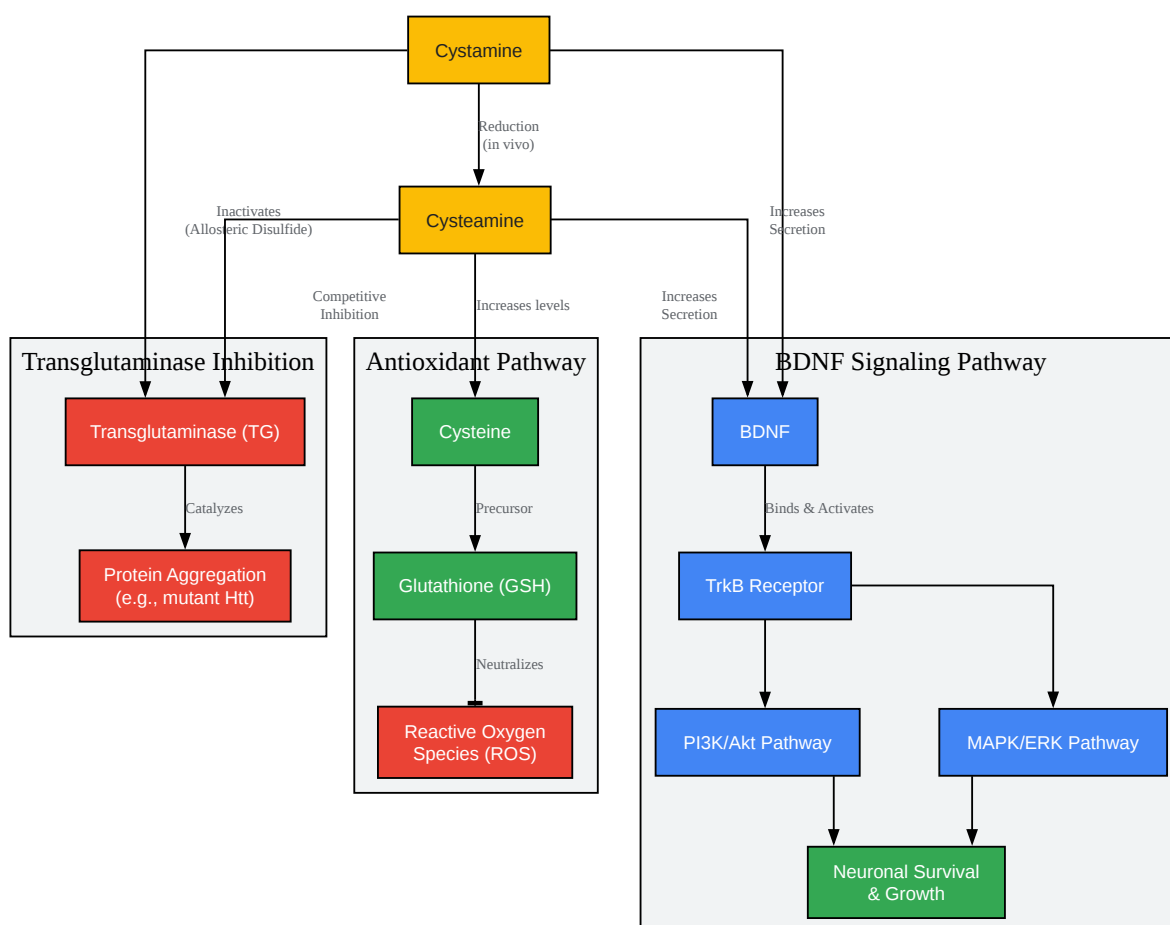 Cystamine
Reduction
(in vivo)
Cysteamine
Inactivates
(Allosteric Disulfide)
Increases
Secretion
Competitive
Inhibition
Increases levels
Increases
Secretion
Transglutaminase Inhibition
Antioxidant Pathway
BDNF Signaling Pathway
Transglutaminase (TG)
Cysteine
BDNF
Catalyzes
Precursor
Binds & Activates
Protein Aggregation
(e.g., mutant Htt)
Glutathione (GSH)
TrkB Receptor
Neutralizes
Reactive Oxygen
Species (ROS)
PI3K/Akt Pathway
MAPK/ERK Pathway
Neuronal Survival
& Growth